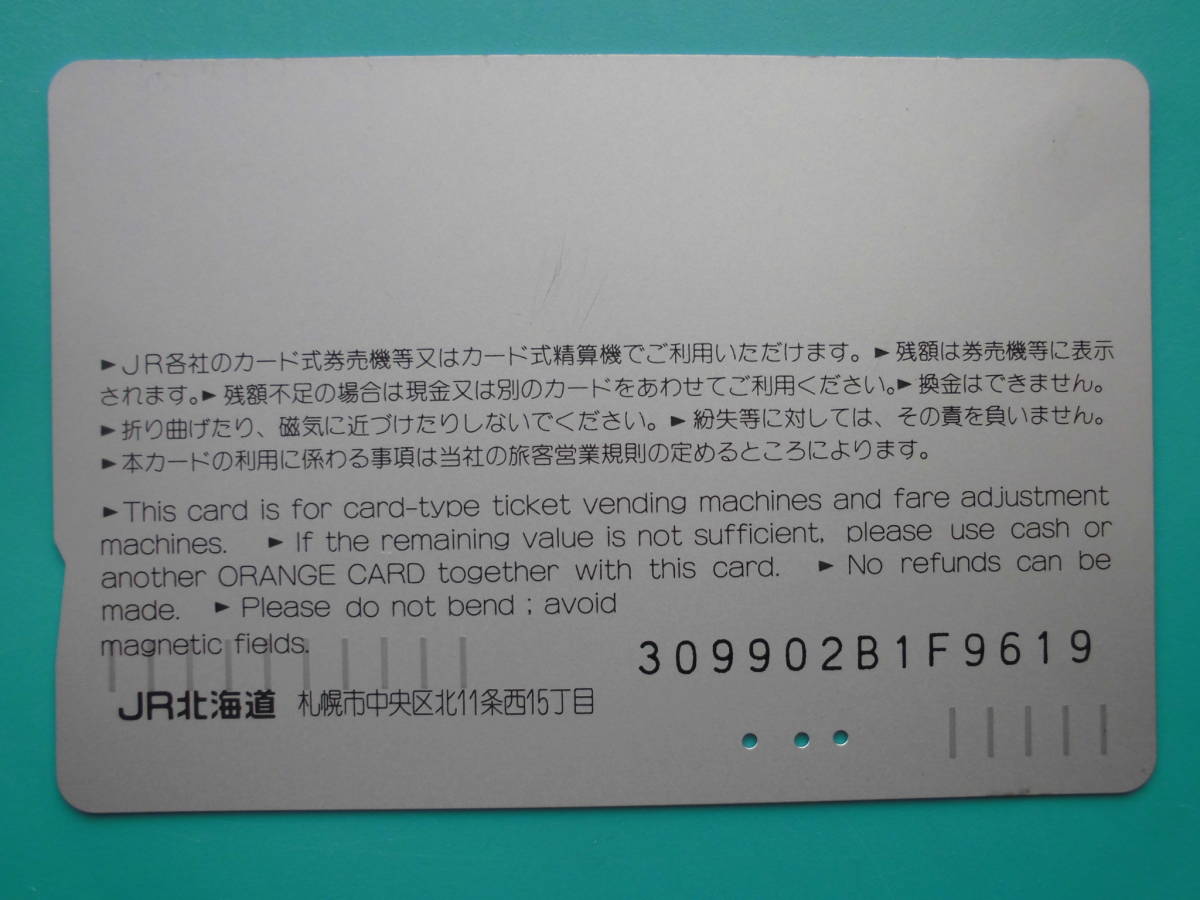 ►JR各社のカード式券売機等又はカード式精算機でご利用いただけます。►残額は券売機等に表示
されます。►残額不足の場合は現金又は別のカードをあわせてご利用ください。►換金はできません。
►折り曲げたり、磁気に近づけたりしないでください。►紛失等に対しては、その責を負いません。
►本カードの利用に係わる事項は当社の旅客営業規則の定めるところによります。
►This card is for card-type ticket vending machines and fare adjustment
machines. ►If the remaining value is not sufficient, please use cash or
another ORANGE CARD together with this card. ►No refunds can be
made. ►Please do not bend ; avoid
magnetic fields.
309902B1F9619
JR北海道 札幌市中央区北11条西15丁目